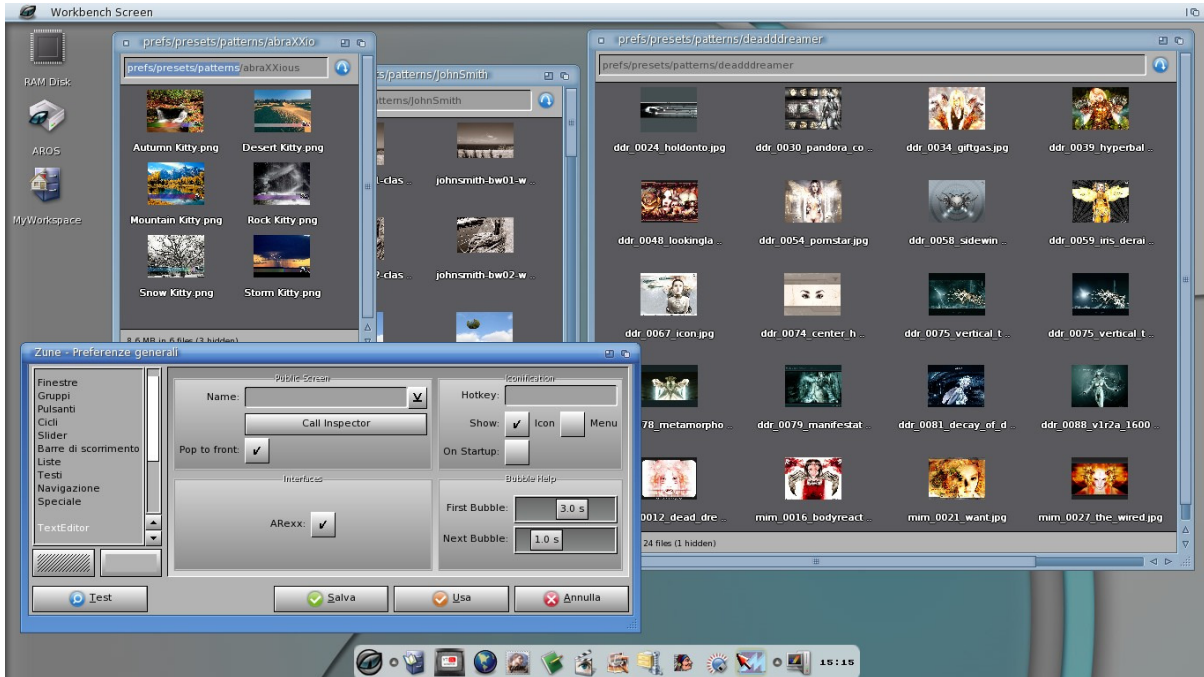 Workbench Screen
RAM Disk
AROS
MyWorkspace
prefs/presets/patterns/abraXXio
prefs/presets/patterns/abraXXious
Autumn Kitty.png
Desert Kitty.png
Mountain Kitty.png
Rock Kitty.png
Snow Kitty.png
Storm Kitty.png
8.6 MB in 6 files (3 hidden)
s/patterns/JohnSmith
tterns/JohnSmith
1-clas ..
johnsmith-bw01-w ..
2-clas ..
johnsmith-bw02-w ..
prefs/presets/patterns/deadddreamer
prefs/presets/patterns/deadddreamer
ddr_0024_holdonto.jpg
ddr_0030_pandora_co ..
ddr_0034_giftgas.jpg
ddr_0039_hyperbal ..
ddr_0048_lookingla ..
ddr_0054_pornstar.jpg
ddr_0058_sidewin ..
ddr_0059_iris_derai ..
ddr_0067_icon.jpg
ddr_0074_center_h ..
ddr_0075_vertical_t ..
ddr_0075_vertical_t ..
78_metamorpho ..
ddr_0079_manifestat ..
ddr_0081_decay_of_d ..
ddr_0088_v1r2a_1600 ..
0012_dead_dre ..
mim_0016_bodyreact ..
mim_0021_want.jpg
mim_0027_the_wired.jpg
24 files (1 hidden)
Zune - Preferenze generali
Finestre
Gruppi
Pulsanti
Cicli
Slider
Barre di scorrimento
Liste
Testi
Navigazione
Speciale
TextEditor
Public Screen
Name:
Call Inspector
Pop to front:
Iconification
Hotkey:
Show:
Icon
Menu
On Startup:
Interfaces
ARexx:
Bubble Help
First Bubble:
3.0 s
Next Bubble:
1.0 s
Test
Salva
Usa
Annulla
15:15